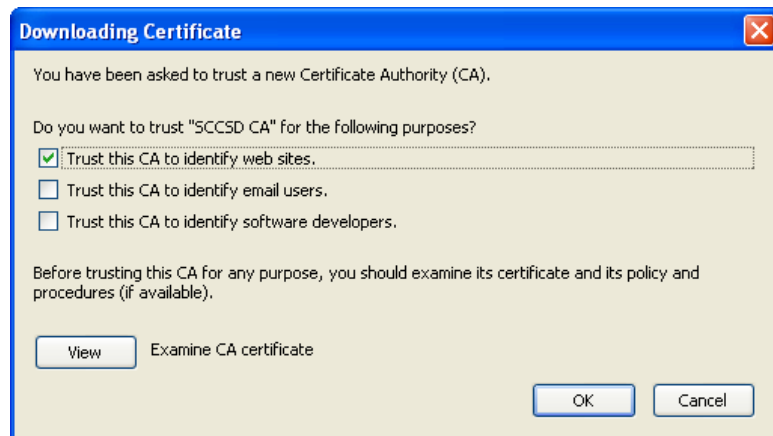 Downloading Certificate
You have been asked to trust a new Certificate Authority (CA).
Do you want to trust "SCCSD CA" for the following purposes?
Trust this CA to identify web sites.
Trust this CA to identify email users.
Trust this CA to identify software developers.
Before trusting this CA for any purpose, you should examine its certificate and its policy and
procedures (if available).
View Examine CA certificate
OK Cancel